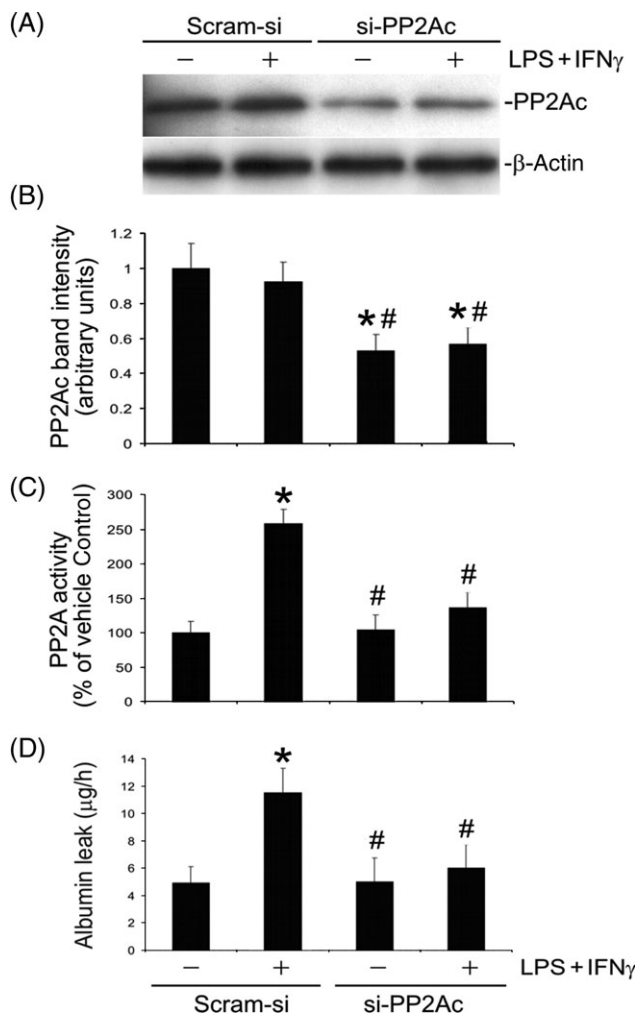 (A)
Scram-si si-PP2Ac
− + − + LPS + IFNγ
-PP2Ac
-β-Actin
(B)
PP2Ac band intensity
(arbitrary units)
1.2
1
0.8
0.6
0.4
0.2
0
* # * #
(C)
PP2A activity
(% of vehicle Control)
300
250
200
150
100
50
0
* # #
(D)
Albumin leak (µg/h)
14
12
10
8
6
4
2
0
* # #
− + − + LPS + IFNγ
Scram-si si-PP2Ac